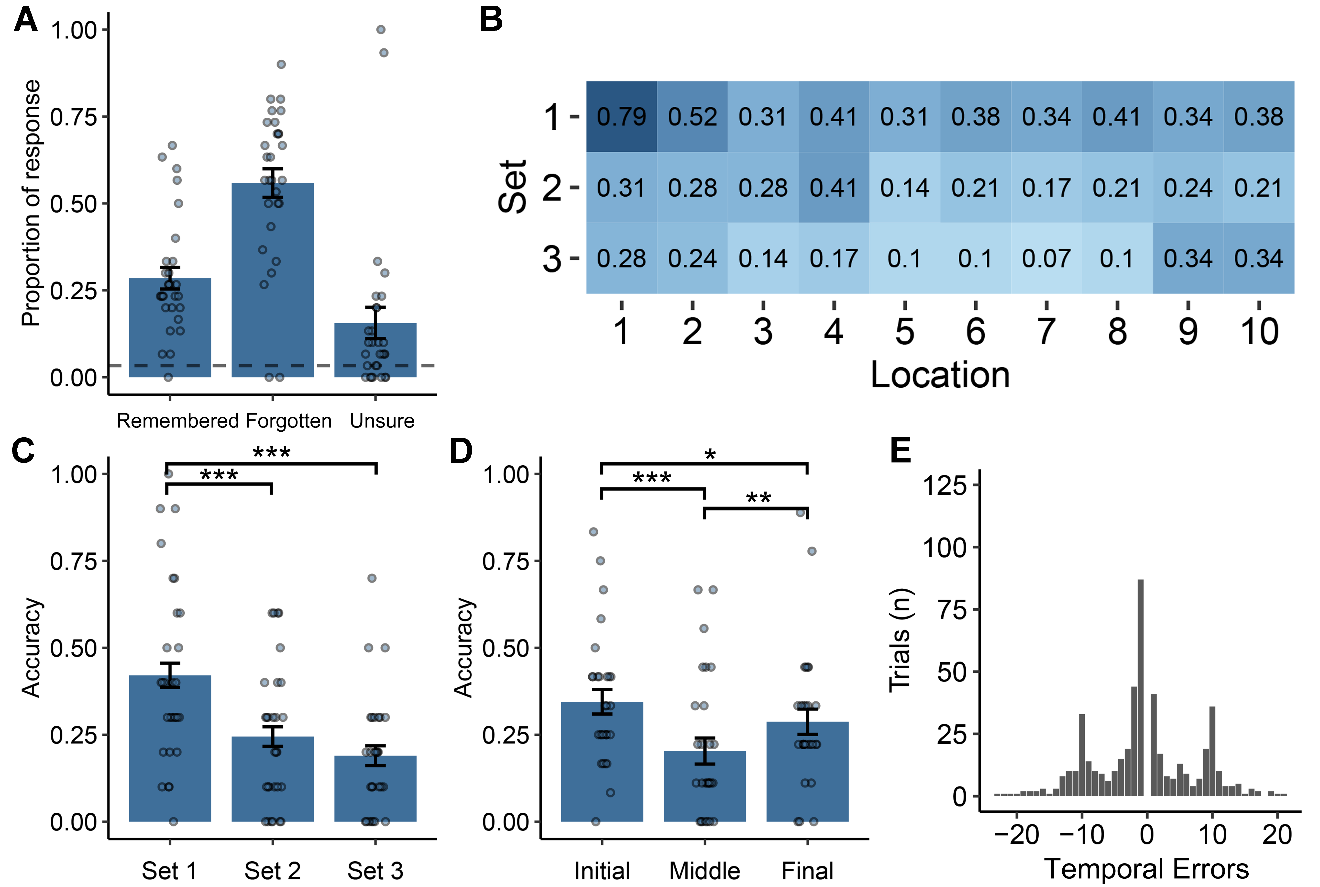 A
Proportion of response
1.00
0.75
0.50
0.25
0.00
Remembered Forgotten Unsure
B
Set
1 0.79 0.52 0.31 0.41 0.31 0.38 0.34 0.41 0.34 0.38
2 0.31 0.28 0.28 0.41 0.14 0.21 0.17 0.21 0.24 0.21
3 0.28 0.24 0.14 0.17 0.1 0.1 0.07 0.1 0.34 0.34
1 2 3 4 5 6 7 8 9 10
Location
C
Accuracy
1.00
0.75
0.50
0.25
0.00
***
***
Set 1 Set 2 Set 3
D
Accuracy
1.00
0.75
0.50
0.25
0.00
*
***
**
Initial Middle Final
E
Trials (n)
125
100
75
50
25
0
−20 −10 0 10 20
Temporal Errors